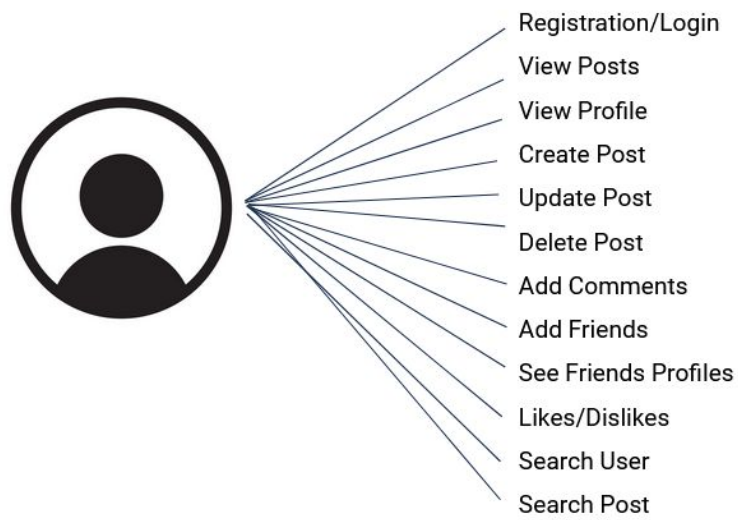 Registration/Login
View Posts
View Profile
Create Post
Update Post
Delete Post
Add Comments
Add Friends
See Friends Profiles
Likes/Dislikes
Search User
Search Post